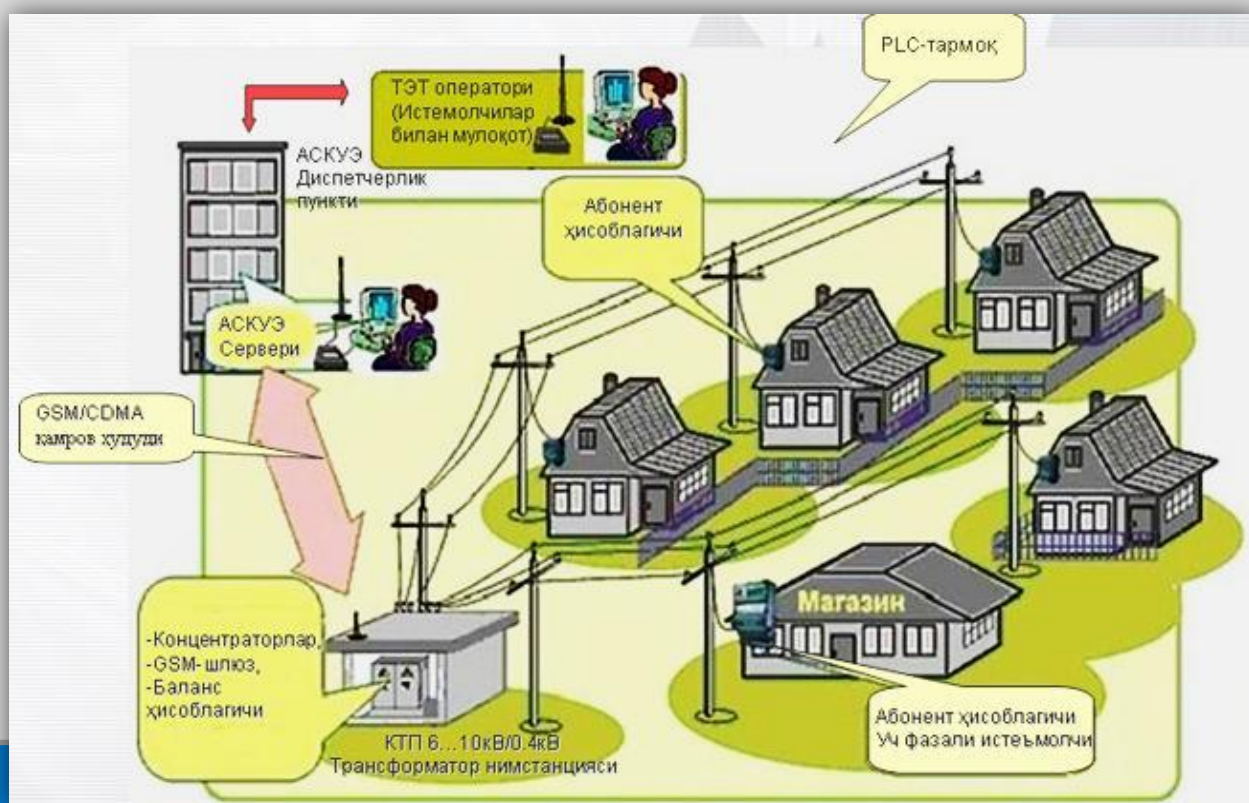 PLC-тармоқ
ТЭТ оператори
(Истемолчилар
билан мулоқот)
АСКУЭ
Диспетчерлик
пункти
Абонент
ҳисоблагичи
АСКУЭ
Сервери
GSM/CDMA
қамров ҳудуди
Магазин
-Концентраторлар,
-GSM-шлюз,
-Баланс
ҳисоблагичи
Абонент ҳисоблагичи
Уч фазали истеъмолчи
КТП 6...10кВ/0.4кВ
Трансформатор нимстанцияси